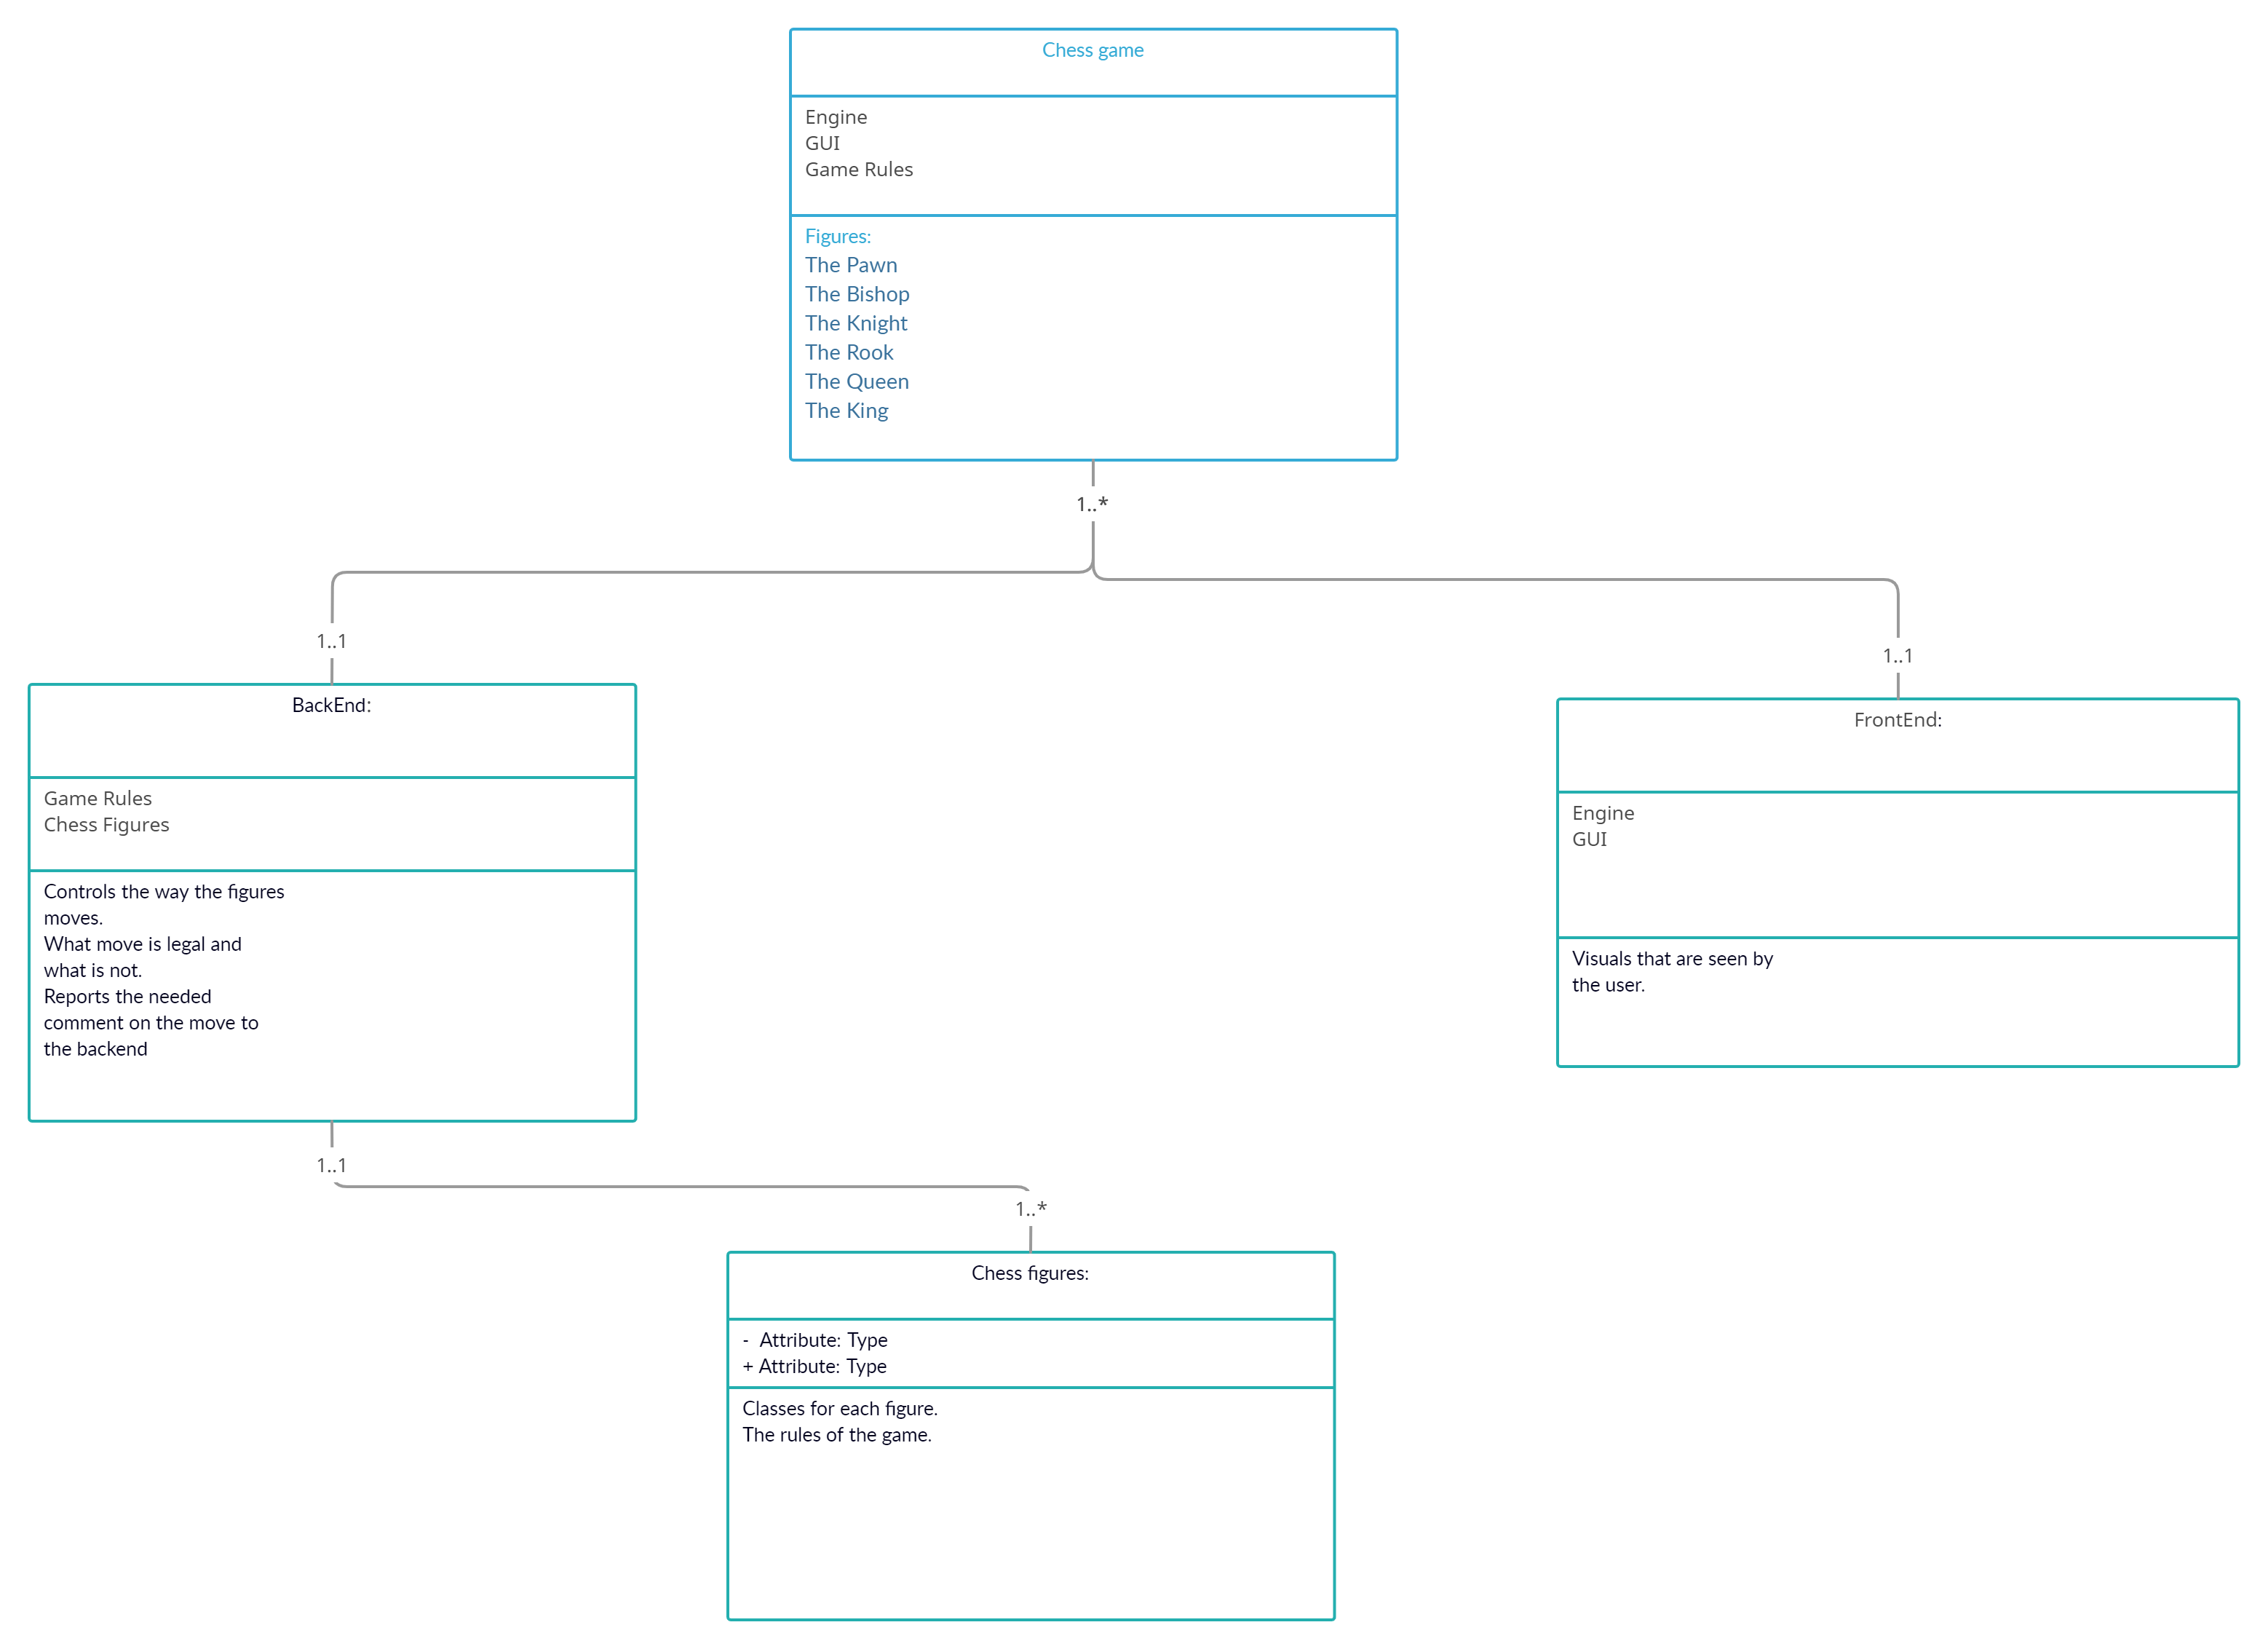 Chess game
Engine
GUI
Game Rules
Figures:
The Pawn
The Bishop
The Knight
The Rook
The Queen
The King
1..*
1..1
1..1
BackEnd:
Game Rules
Chess Figures
Controls the way the figures
moves.
What move is legal and
what is not.
Reports the needed
comment on the move to
the backend
FrontEnd:
Engine
GUI
Visuals that are seen by
the user.
1..1
1..*
Chess figures:
- Attribute: Type
+ Attribute: Type
Classes for each figure.
The rules of the game.